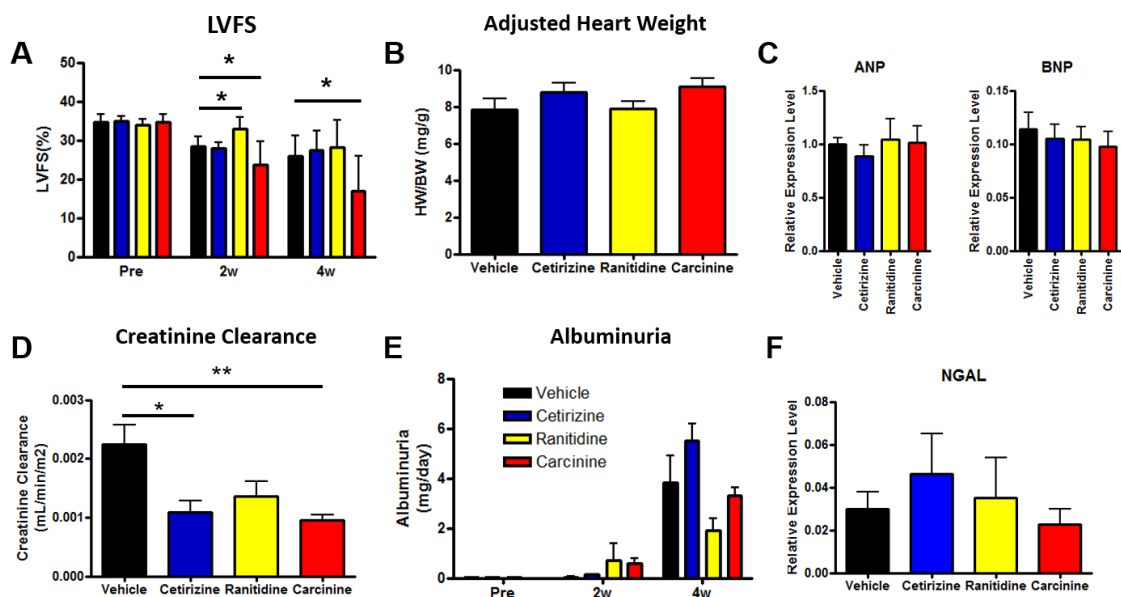 LVFS
Adjusted Heart Weight
A
B
C
LVFS(%)
50
40
30
20
10
0
*
*
*
Pre
2w
4w
HW/BW (mg/g)
10
8
6
4
2
0
Vehicle
Cetirizine
Ranitidine
Carcinine
ANP
Relative Expression Level
1.5
1.0
0.5
0.0
Vehicle
Cetirizine
Ranitidine
Carcinine
BNP
Relative Expression Level
0.15
0.10
0.05
0.00
Vehicle
Cetirizine
Ranitidine
Carcinine
Creatinine Clearance
Albuminuria
D
E
F
Creatinine Clearance
(mL/min/m2)
0.003
0.002
0.001
0.000
**
*
Vehicle
Cetirizine
Ranitidine
Carcinine
Albuminuria
(mg/day)
8
6
4
2
0
Vehicle
Cetirizine
Ranitidine
Carcinine
Pre
2w
4w
NGAL
Relative Expression Level
0.08
0.06
0.04
0.02
0.00
Vehicle
Cetirizine
Ranitidine
Carcinine